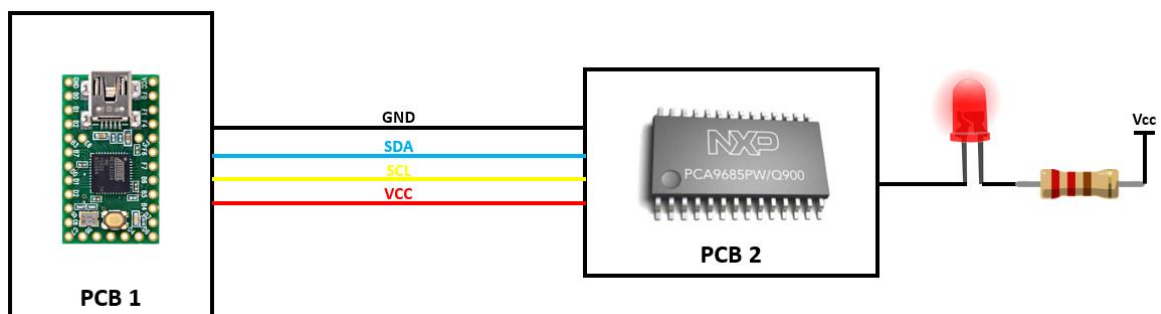 GND
SDA
SCL
VCC
NXP
PCA9685PW/Q900
Vcc
PCB 1
PCB 2